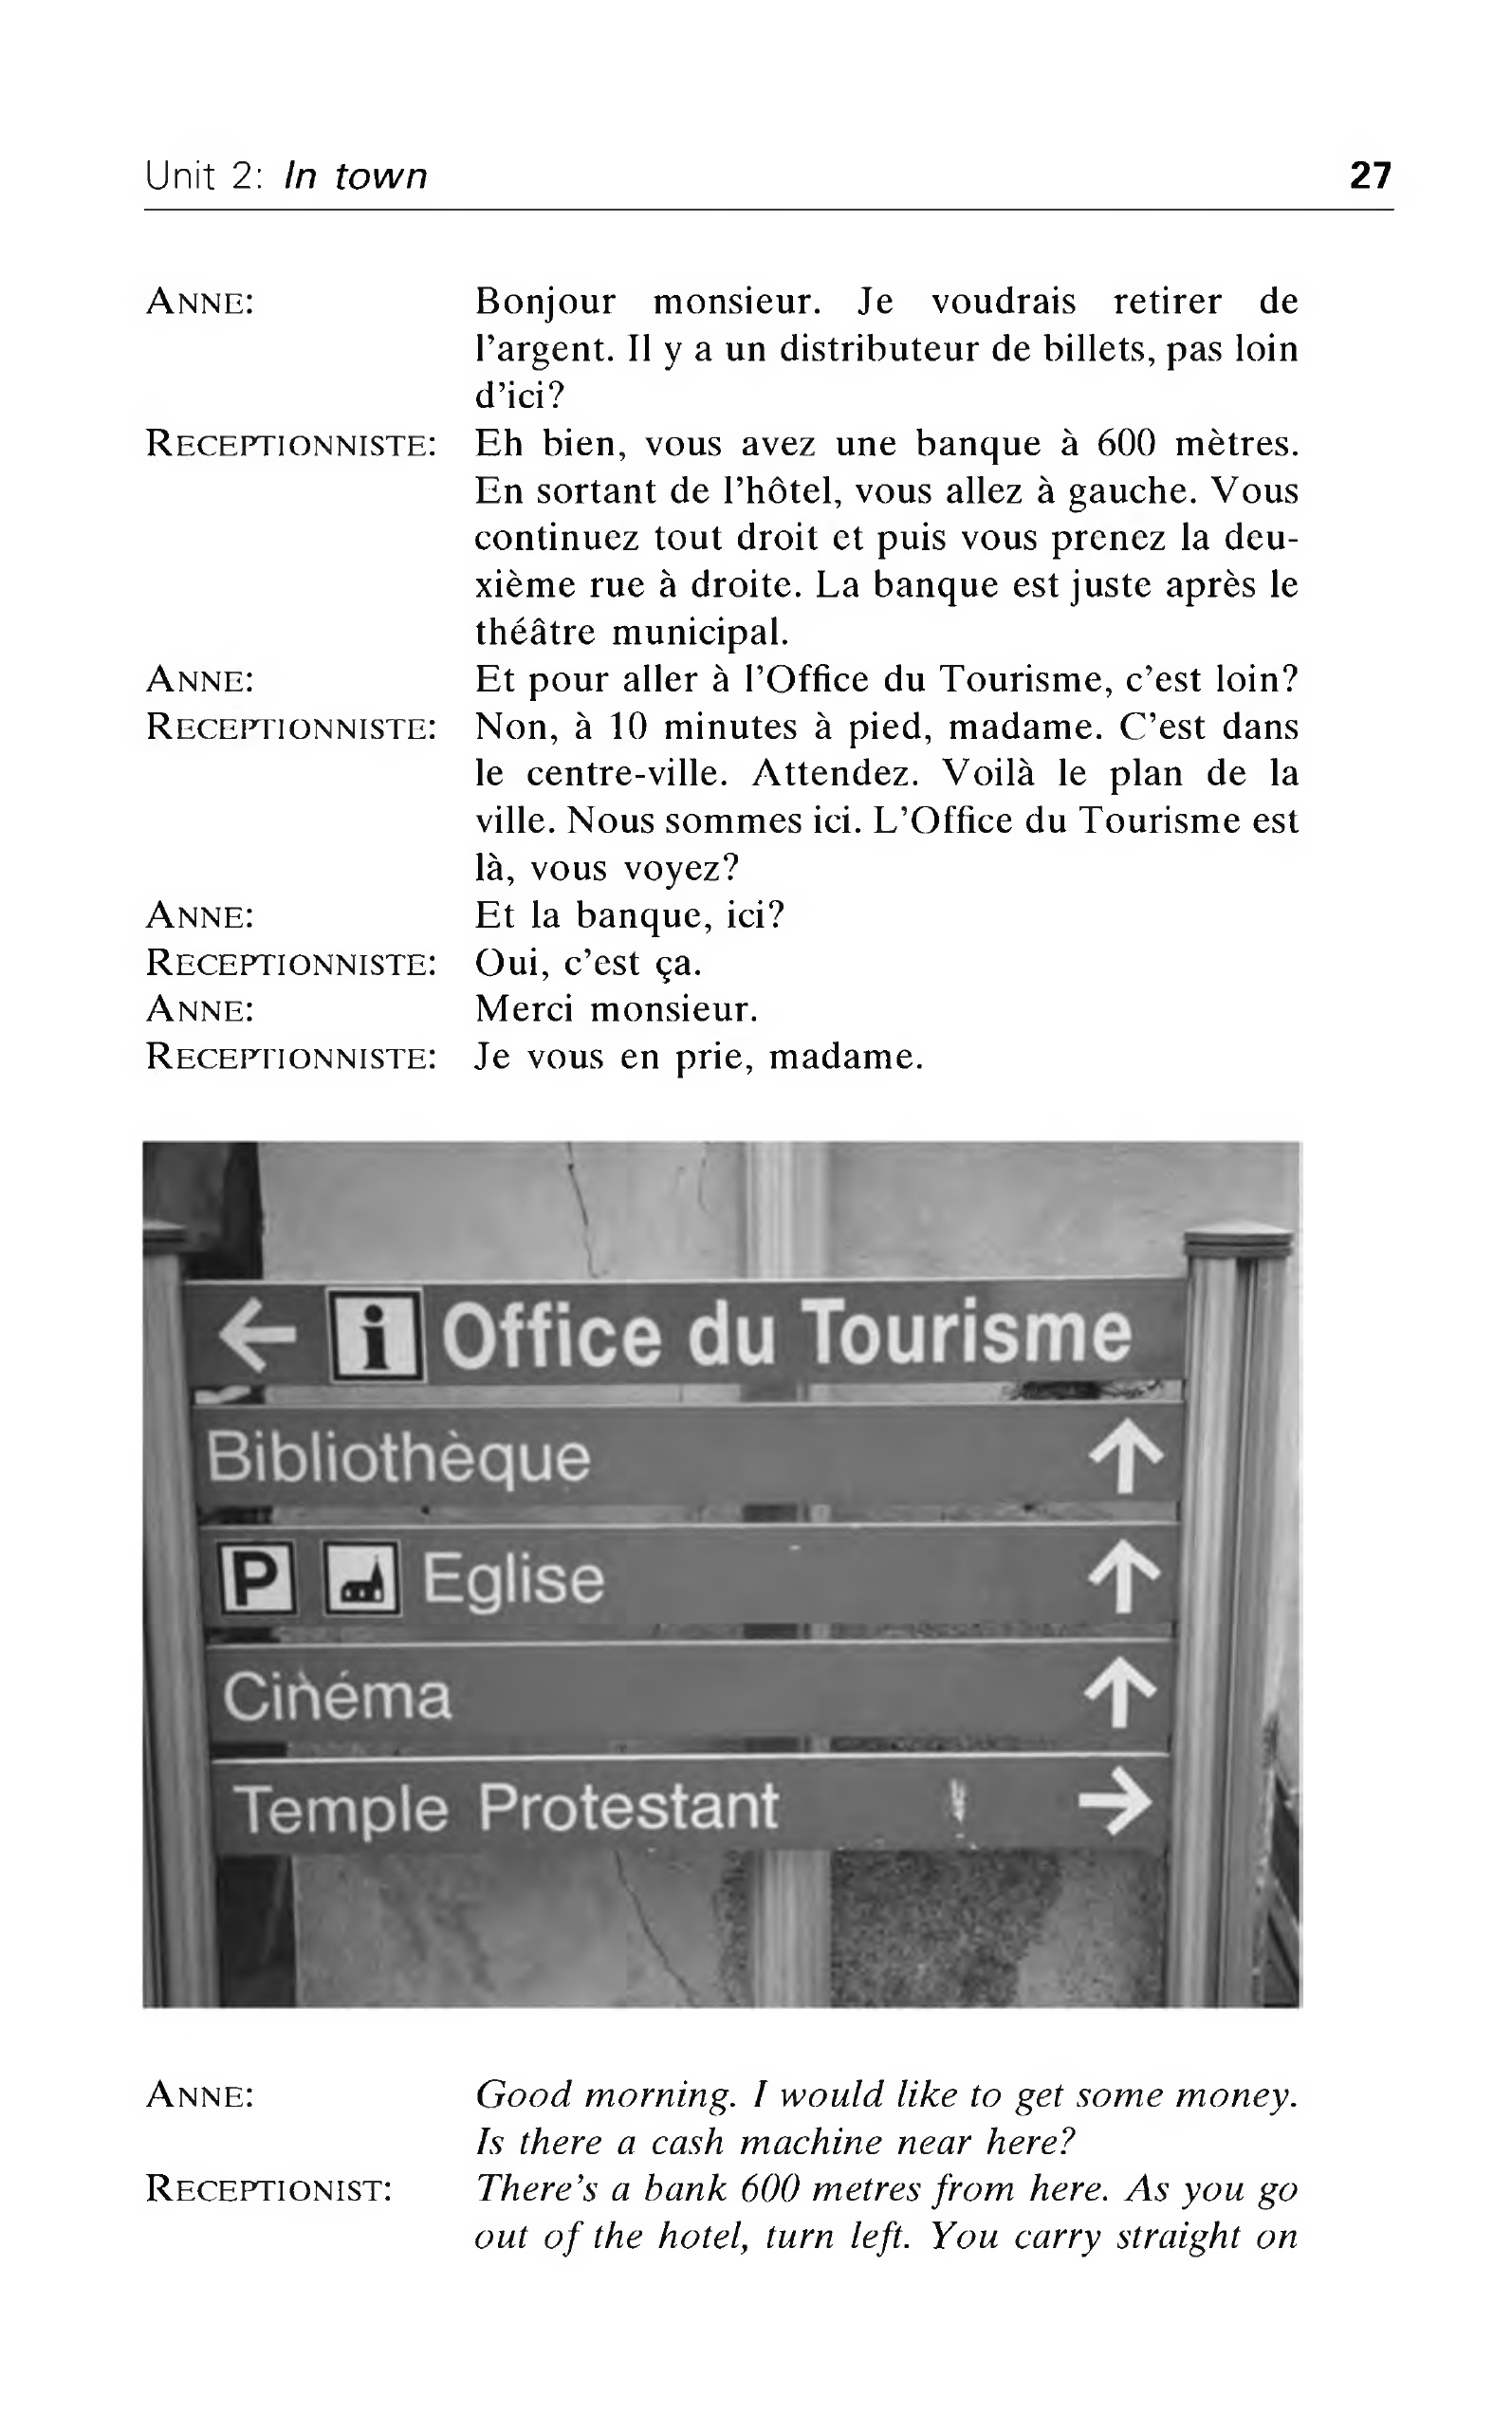 Unit 2: In town 27
ANNE: Bonjour monsieur. Je voudrais retirer de
l'argent. Il y a un distributeur de billets, pas loin
d'ici?
RECEPTIONNISTE: Eh bien, vous avez une banque à 600 mètres.
En sortant de l'hôtel, vous allez à gauche. Vous
continuez tout droit et puis vous prenez la deu-
xième rue à droite. La banque est juste après le
théâtre municipal.
ANNE: Et pour aller à l'Office du Tourisme, c'est loin?
RECEPTIONNISTE: Non, à 10 minutes à pied, madame. C'est dans
le centre-ville. Attendez. Voilà le plan de la
ville. Nous sommes ici. L'Office du Tourisme est
là, vous voyez?
ANNE: Et la banque, ici?
RECEPTIONNISTE: Oui, c'est ça.
ANNE: Merci monsieur.
RECEPTIONNISTE: Je vous en prie, madame.
← i Office du Tourisme
Bibliothèque ↑
P Eglise ↑
Cinéma ↑
Temple Protestant →
ANNE: Good morning. I would like to get some money.
Is there a cash machine near here?
RECEPTIONIST: There's a bank 600 metres from here. As you go
out of the hotel, turn left. You carry straight on